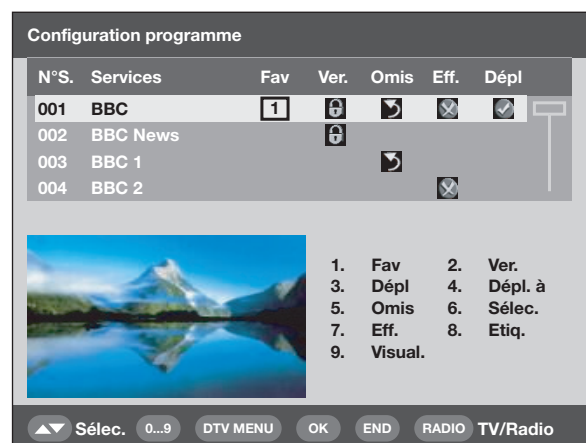 Configuration programme
N°S. Services Fav Ver. Omis Eff. Dépl
001 BBC 1
002 BBC News
003 BBC 1
004 BBC 2
1. Fav 2. Ver.
3. Dépl 4. Dépl. à
5. Omis 6. Sélec.
7. Eff. 8. Etiq.
9. Visual.
Sélec. 0...9 DTV MENU OK END RADIO TV/Radio